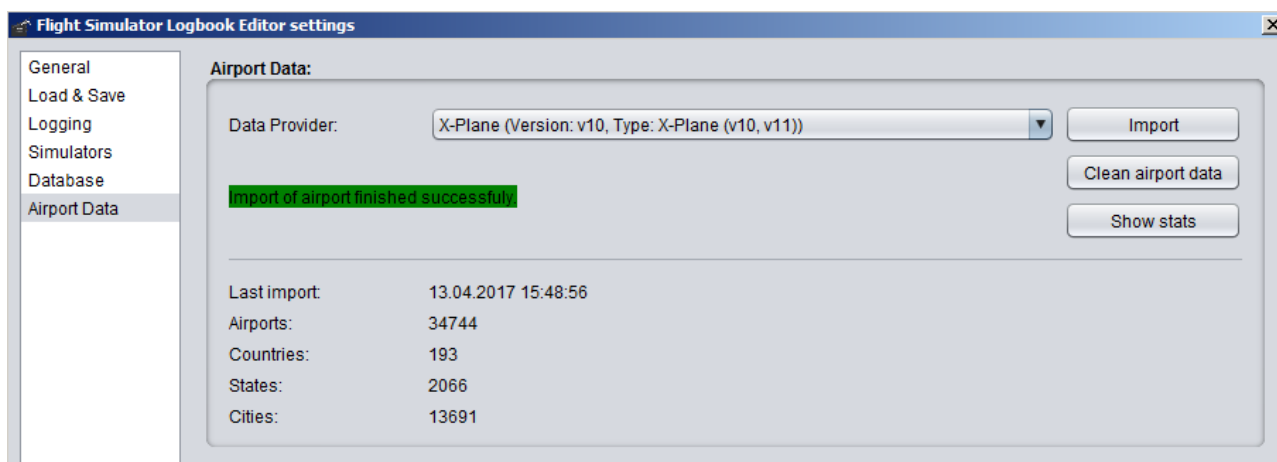 Flight Simulator Logbook Editor settings
General
Load & Save
Logging
Simulators
Database
Airport Data
Airport Data:
Data Provider: X-Plane (Version: v10, Type: X-Plane (v10, v11)) Import
Clean airport data
Import of airport finished successfuly.
Show stats
Last import: 13.04.2017 15:48:56
Airports: 34744
Countries: 193
States: 2066
Cities: 13691